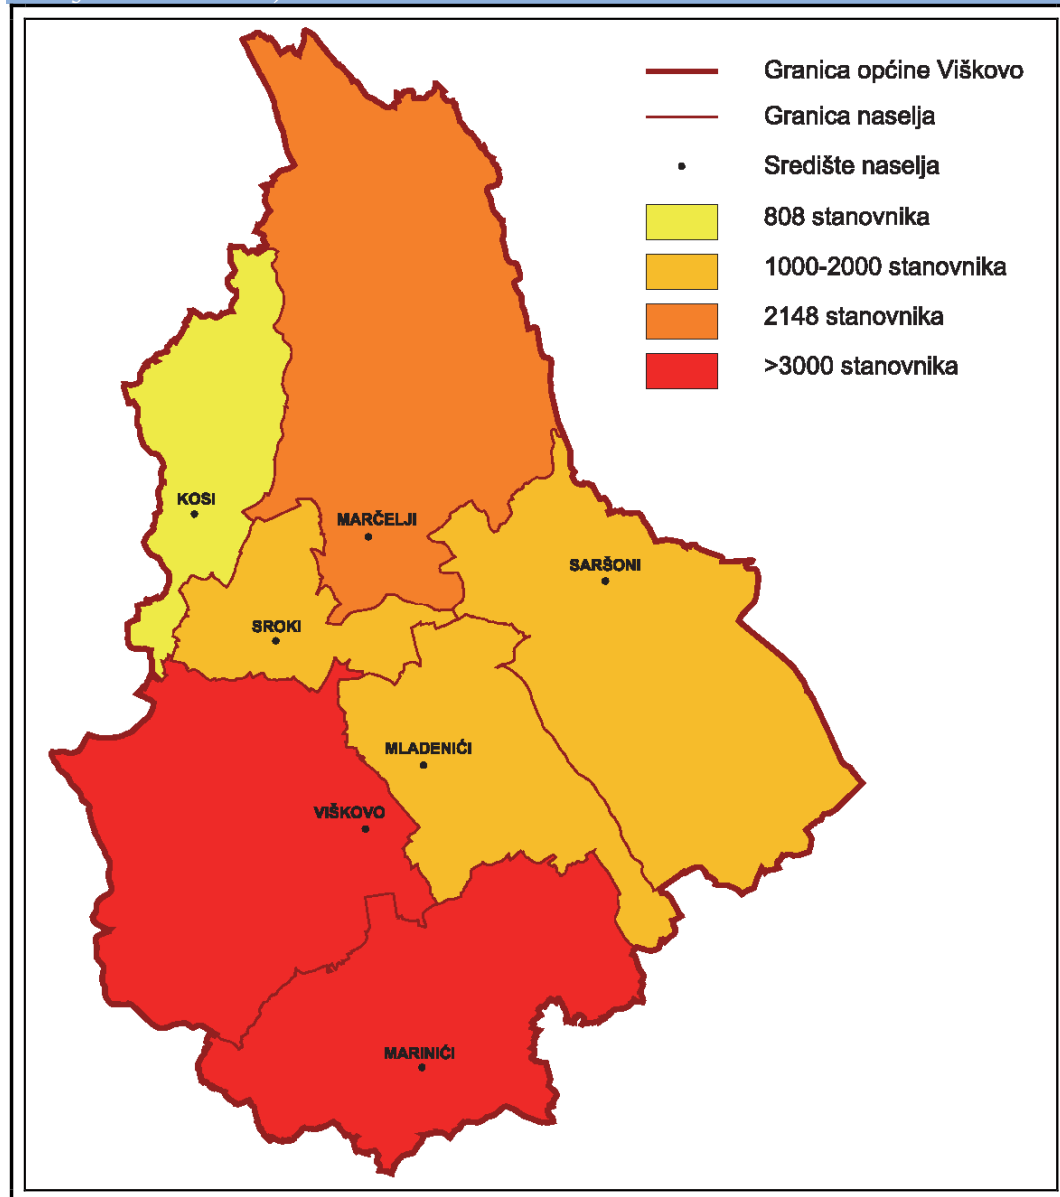 Granica općine Viškovo
Granica naselja
Središte naselja
808 stanovnika
1000-2000 stanovnika
2148 stanovnika
>3000 stanovnika
KOSI
MARČELJI
SARŠONI
SROKI
MLADENIĆI
VIŠKOVO
MARINIĆI